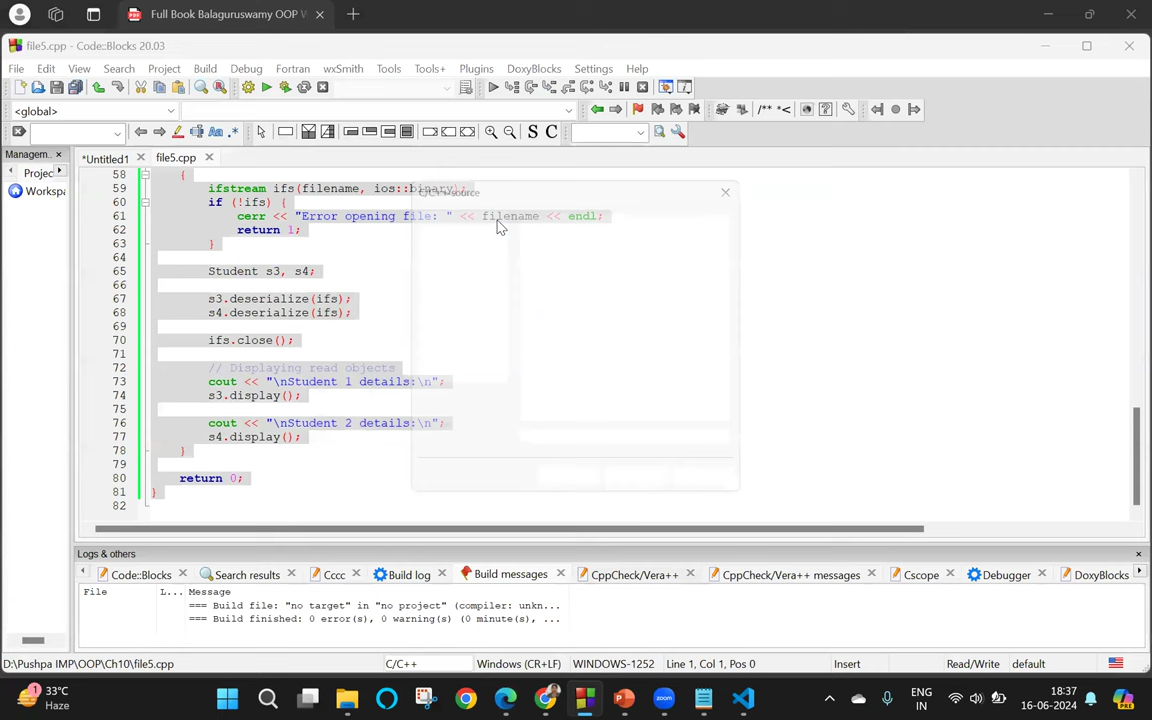 Full Book Balaguruswamy OOP W
file5.cpp - Code::Blocks 20.03
File Edit View Search Project Build Debug Fortran wxSmith Tools Tools+ Plugins DoxyBlocks Settings Help
<global>
/** *<
Aa .*
S C
Managem..
*Untitled1
file5.cpp
Projec
Workspa
58 {
59 ifstream ifs(filename, ios::binary);
C/C++ source
60 if (!ifs) {
61 cerr << "Error opening file: " << filename << endl;
62 return 1;
63 }
64
65 Student s3, s4;
66
67 s3.deserialize(ifs);
68 s4.deserialize(ifs);
69
70 ifs.close();
71
72 // Displaying read objects
73 cout << "\nStudent 1 details:\n";
74 s3.display();
75
76 cout << "\nStudent 2 details:\n";
77 s4.display();
78 }
79
80 return 0;
81 }
82
Logs & others
Code::Blocks Search results Cccc Build log Build messages CppCheck/Vera++ CppCheck/Vera++ messages Cscope Debugger DoxyBlocks
File L... Message
=== Build file: "no target" in "no project" (compiler: unkn...
=== Build finished: 0 error(s), 0 warning(s) (0 minute(s), ...
D:\Pushpa IMP\OOP\Ch10\file5.cpp C/C++ Windows (CR+LF) WINDOWS-1252 Line 1, Col 1, Pos 0 Insert Read/Write default
1
33°C
Haze
ENG
IN
18:37
16-06-2024